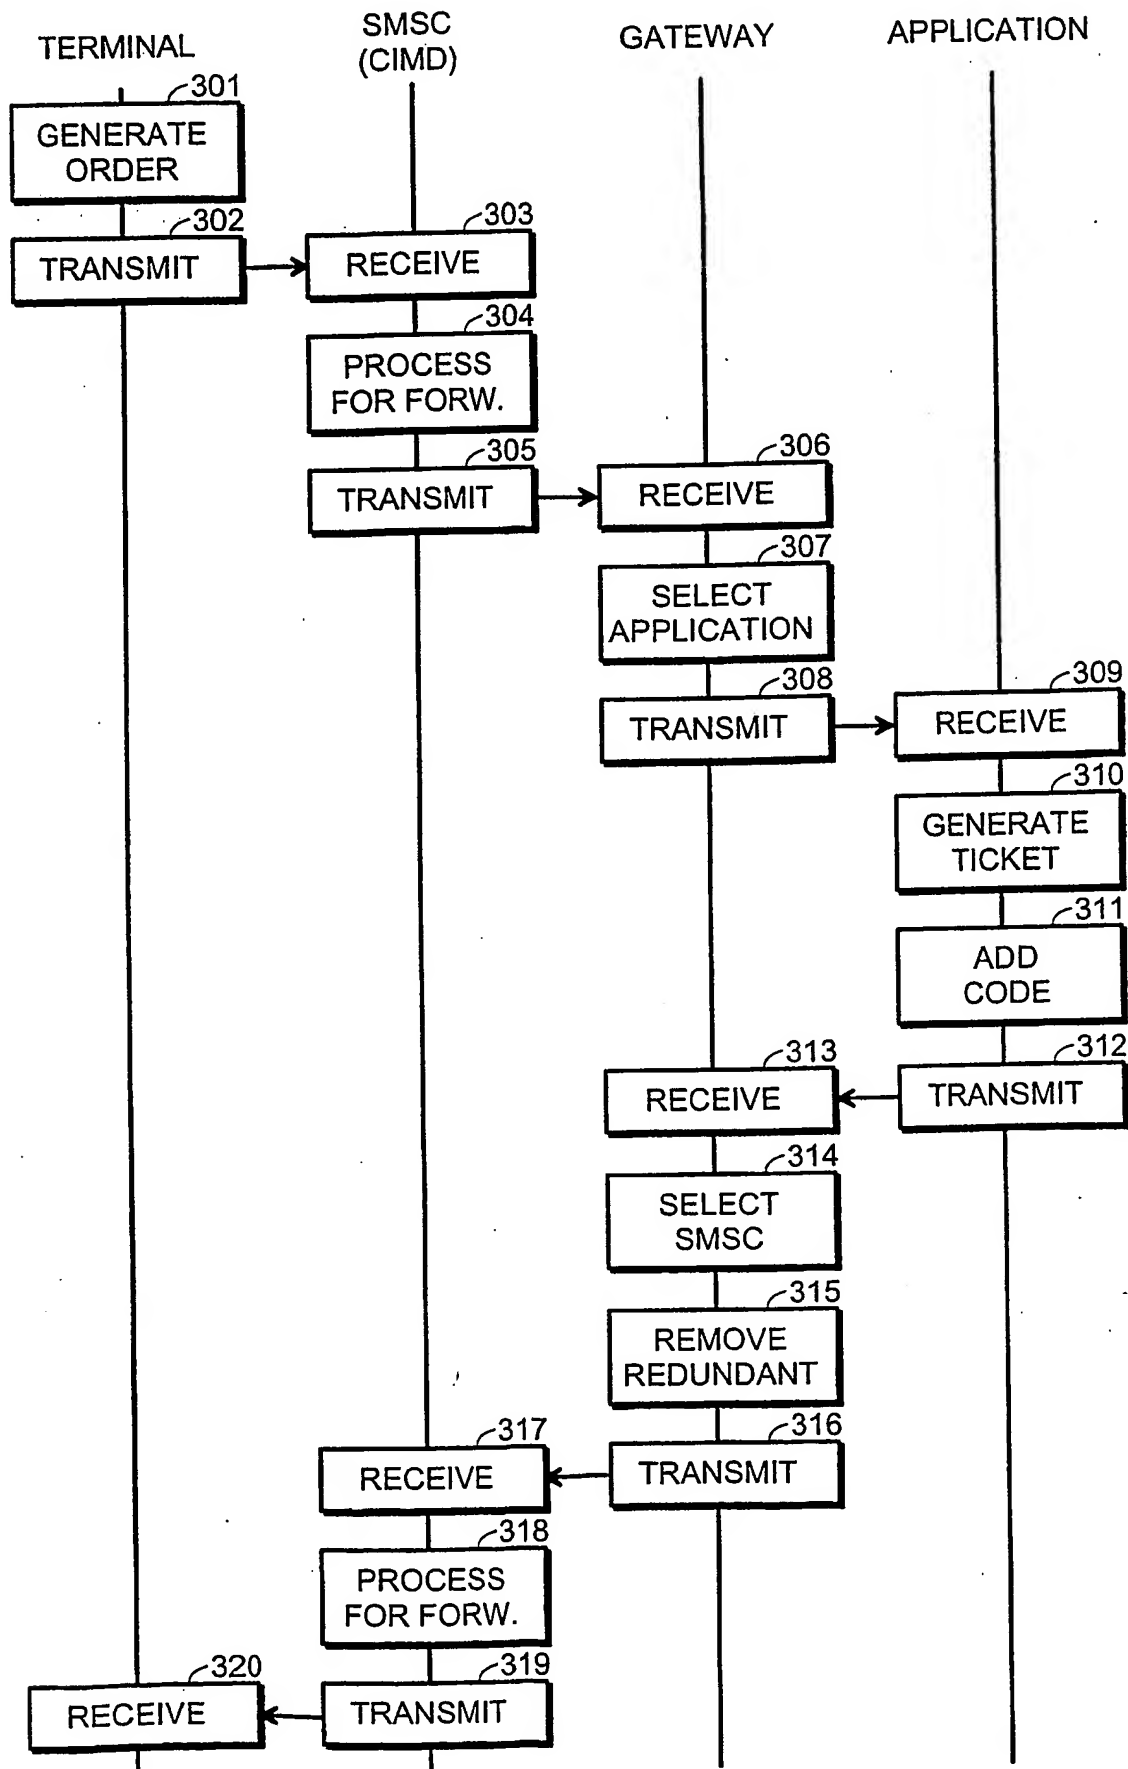 TERMINAL
SMSC
(CIMD)
GATEWAY
APPLICATION
301
GENERATE
ORDER
302
TRANSMIT
303
RECEIVE
304
PROCESS
FOR FORW.
305
TRANSMIT
306
RECEIVE
307
SELECT
APPLICATION
308
TRANSMIT
309
RECEIVE
310
GENERATE
TICKET
311
ADD
CODE
312
TRANSMIT
313
RECEIVE
314
SELECT
SMSC
315
REMOVE
REDUNDANT
316
TRANSMIT
317
RECEIVE
318
PROCESS
FOR FORW.
319
TRANSMIT
320
RECEIVE